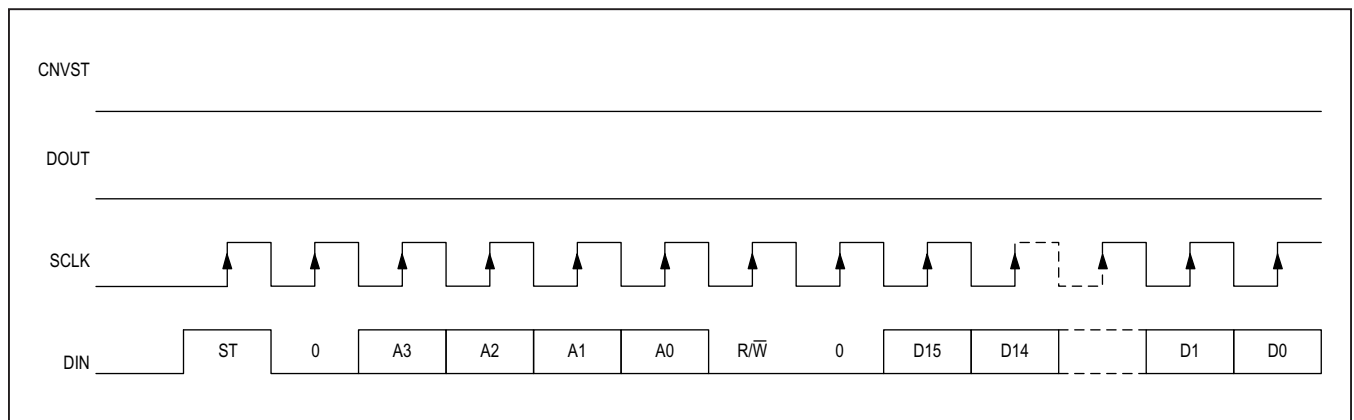 CNVST
DOUT
SCLK
DIN ST 0 A3 A2 A1 A0 R/W̅ 0 D15 D14 D1 D0